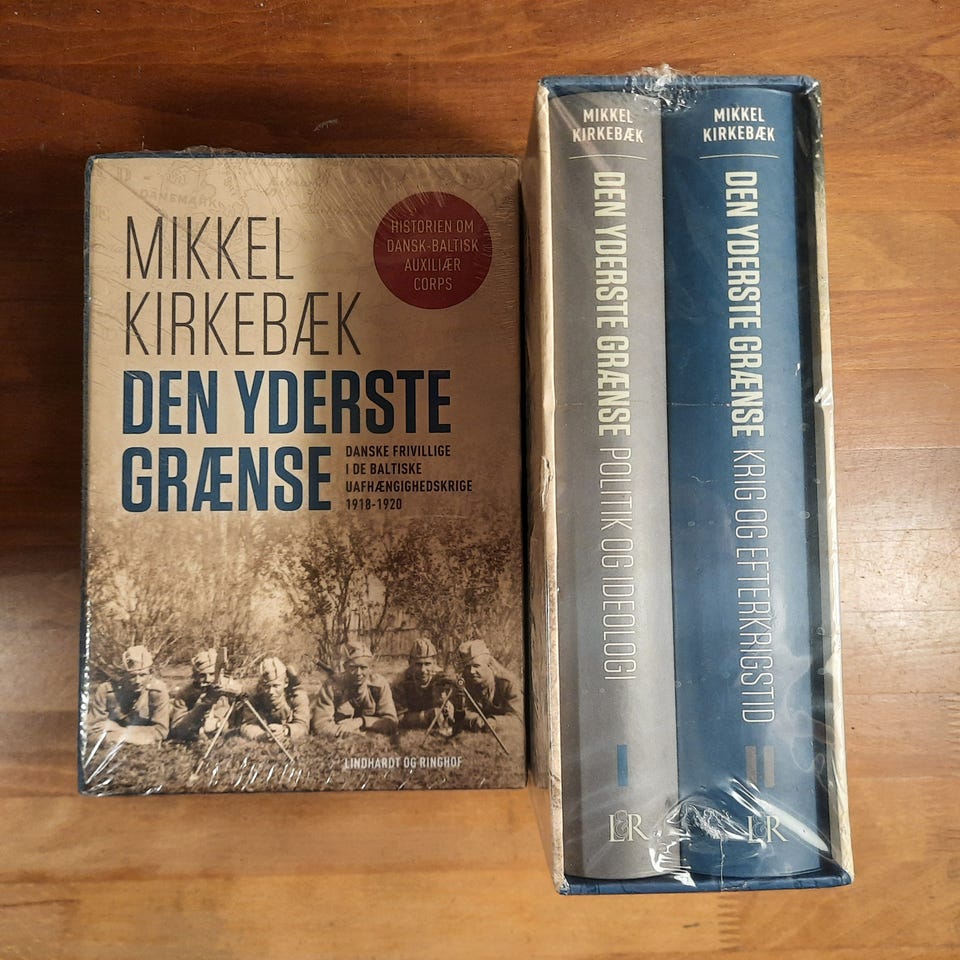 DANEMARK
MIKKEL
KIRKEBÆK
HISTORIEN OM
DANSK-BALTISK
AUXILIÆR
CORPS
DEN YDERSTE
GRÆNSE
DANSKE FRIVILLIGE
I DE BALTISKE
UAFHÆNGIGHEDSKRIGE
1918-1920
LINDHARDT OG RINGHOF
MIKKEL
KIRKEBÆK
DEN YDERSTE GRÆNSE POLITIK OG IDEOLOGI
I
L&R
MIKKEL
KIRKEBÆK
DEN YDERSTE GRÆNSE KRIG OG EFTERKRIGSTID
II
L&R